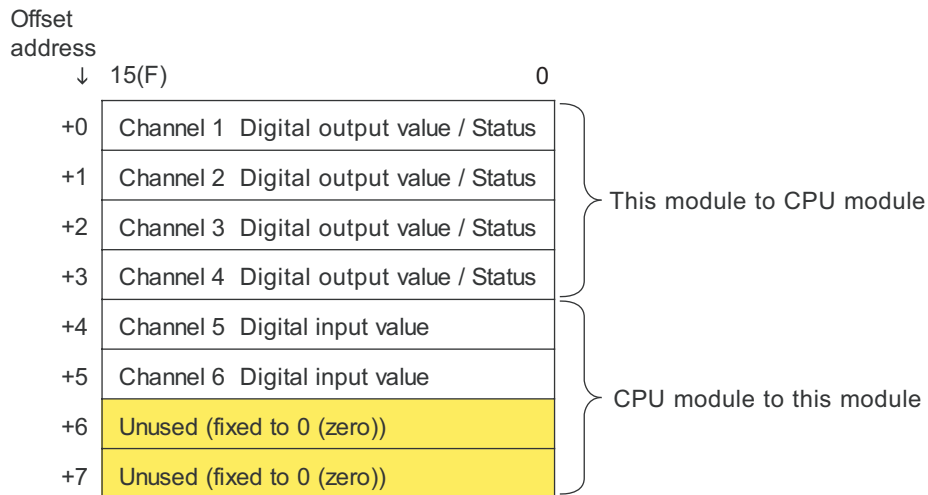 Offset
address
↓ 15(F) 0
+0 Channel 1 Digital output value / Status
+1 Channel 2 Digital output value / Status
+2 Channel 3 Digital output value / Status
+3 Channel 4 Digital output value / Status
This module to CPU module
+4 Channel 5 Digital input value
+5 Channel 6 Digital input value
+6 Unused (fixed to 0 (zero))
+7 Unused (fixed to 0 (zero))
CPU module to this module